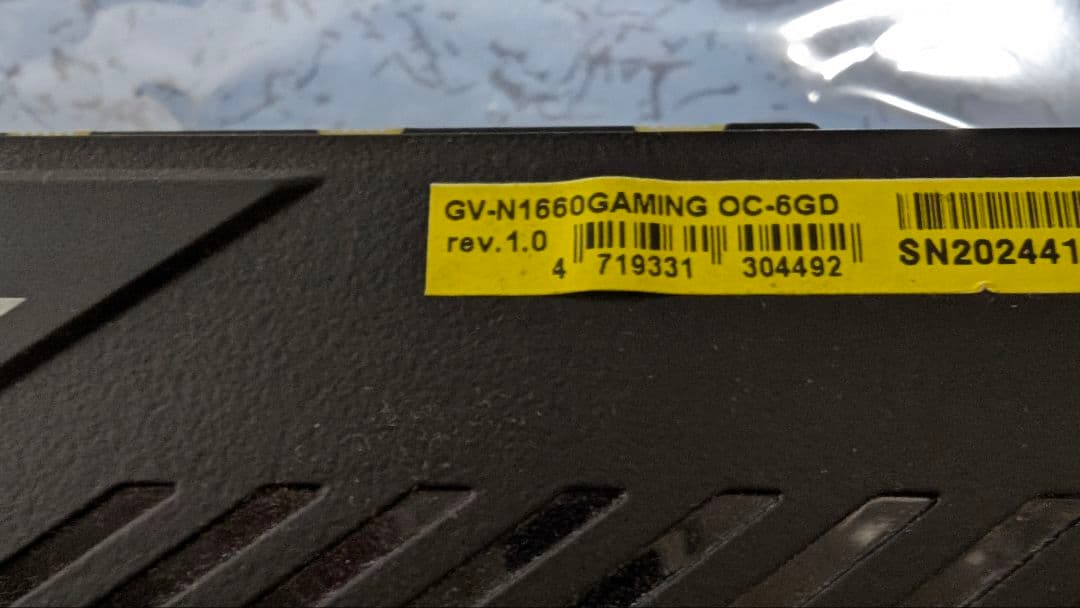 GV-N1660GAMING OC-6GD
rev.1.0
4 719331 304492
SN202441